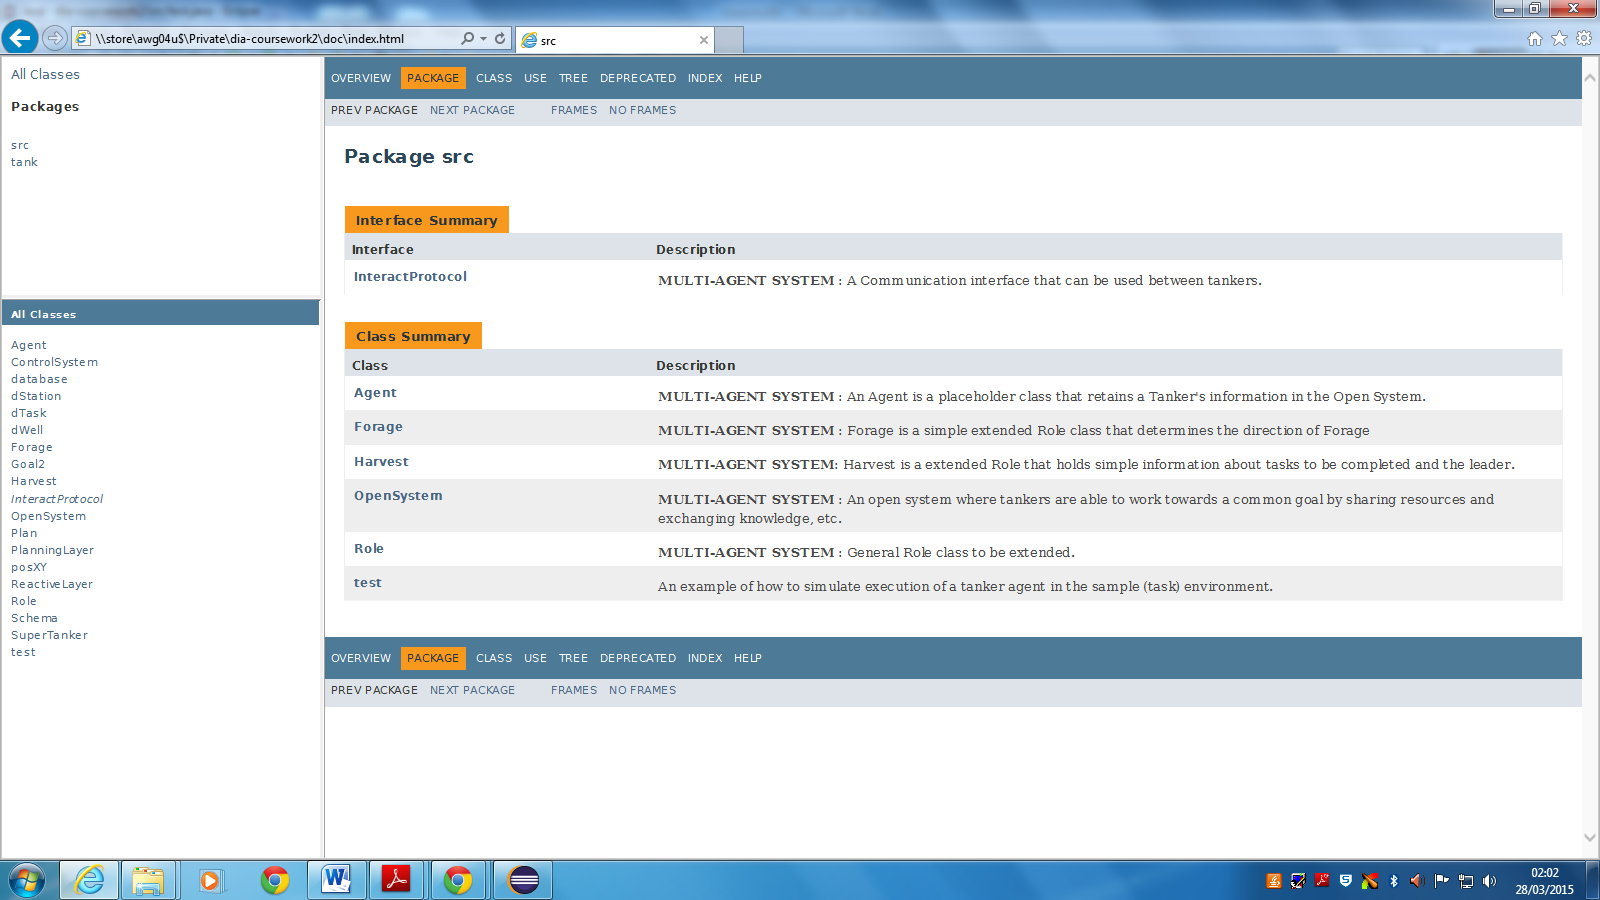 \\store\awg04u$\Private\dia-coursework2\doc\index.html
src
All Classes
Packages
src
tank
All Classes
Agent
ControlSystem
database
dStation
dTask
dWell
Forage
Goal2
Harvest
InteractProtocol
OpenSystem
Plan
PlanningLayer
posXY
ReactiveLayer
Role
Schema
SuperTanker
test
OVERVIEW PACKAGE CLASS USE TREE DEPRECATED INDEX HELP
PREV PACKAGE NEXT PACKAGE FRAMES NO FRAMES
Package src
Interface Summary
Interface Description
InteractProtocol MULTI-AGENT SYSTEM : A Communication interface that can be used between tankers.
Class Summary
Class Description
Agent MULTI-AGENT SYSTEM : An Agent is a placeholder class that retains a Tanker's information in the Open System.
Forage MULTI-AGENT SYSTEM : Forage is a simple extended Role class that determines the direction of Forage
Harvest MULTI-AGENT SYSTEM: Harvest is a extended Role that holds simple information about tasks to be completed and the leader.
OpenSystem MULTI-AGENT SYSTEM : An open system where tankers are able to work towards a common goal by sharing resources and
exchanging knowledge, etc.
Role MULTI-AGENT SYSTEM : General Role class to be extended.
test An example of how to simulate execution of a tanker agent in the sample (task) environment.
OVERVIEW PACKAGE CLASS USE TREE DEPRECATED INDEX HELP
PREV PACKAGE NEXT PACKAGE FRAMES NO FRAMES
02:02
28/03/2015